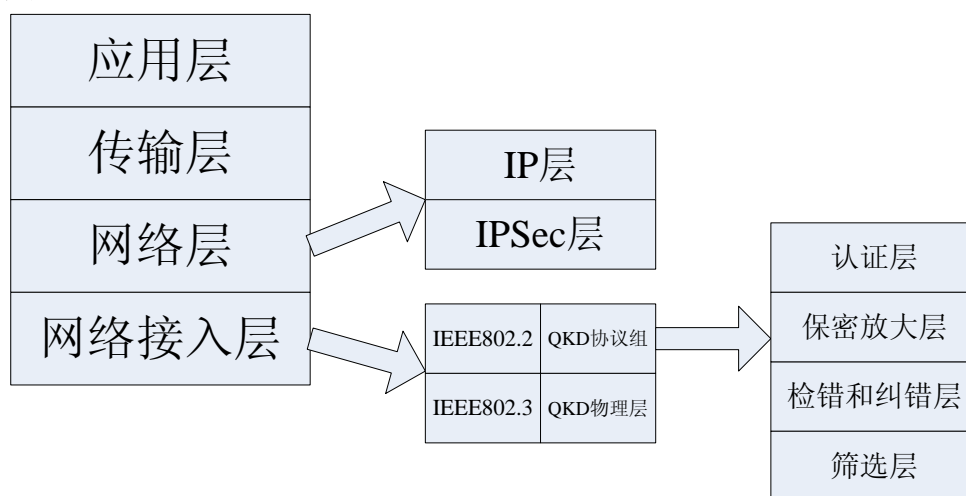 应用层
传输层
网络层
网络接入层
IP层
IPSec层
IEEE802.2
QKD协议组
IEEE802.3
QKD物理层
认证层
保密放大层
检错和纠错层
筛选层